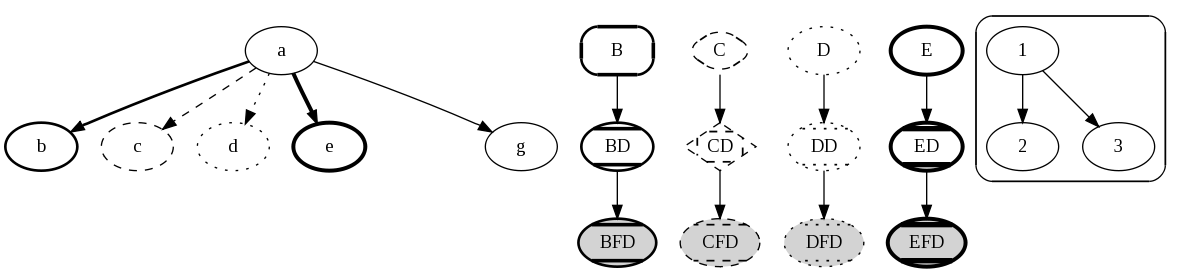 a B C D E 1
b c d e g BD CD DD ED 2 3
BFD CFD DFD EFD